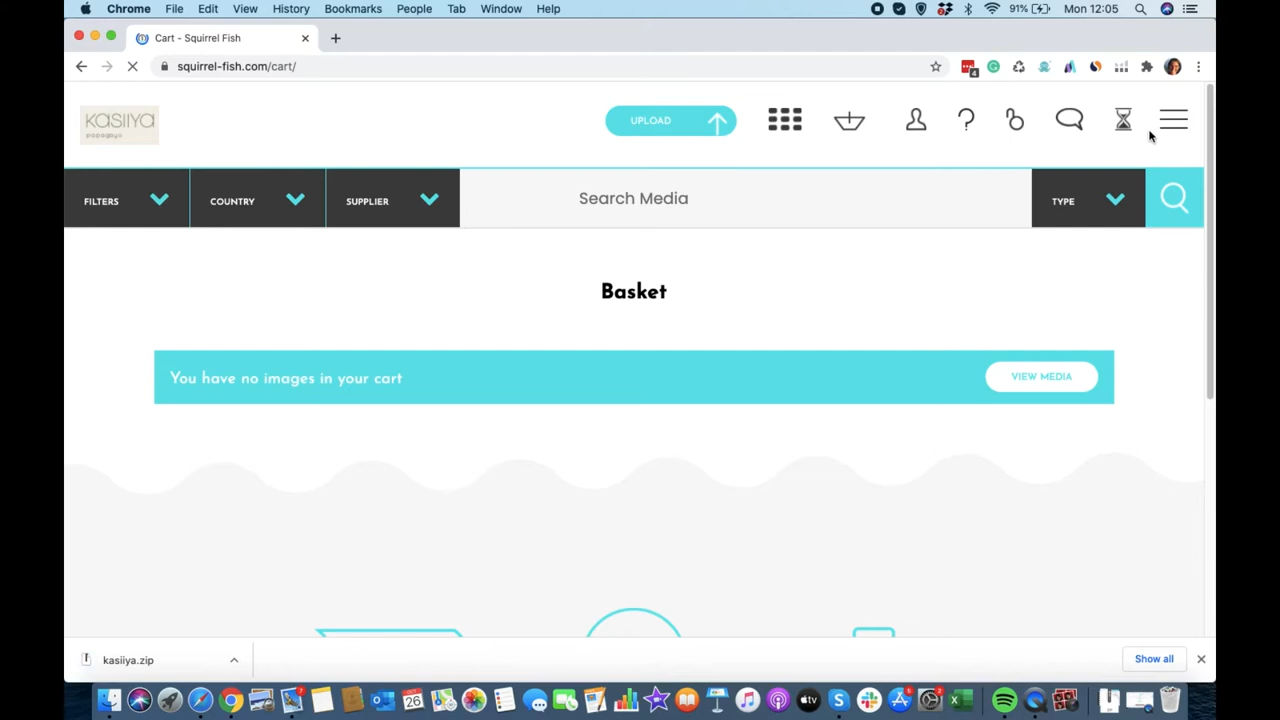 Chrome File Edit View History Bookmarks People Tab Window Help 91% Mon 12:05
Cart - Squirrel Fish
squirrel-fish.com/cart/
4
kasiiya
papagayo
UPLOAD
FILTERS COUNTRY SUPPLIER Search Media TYPE
Basket
You have no images in your cart VIEW MEDIA
kasiiya.zip Show all